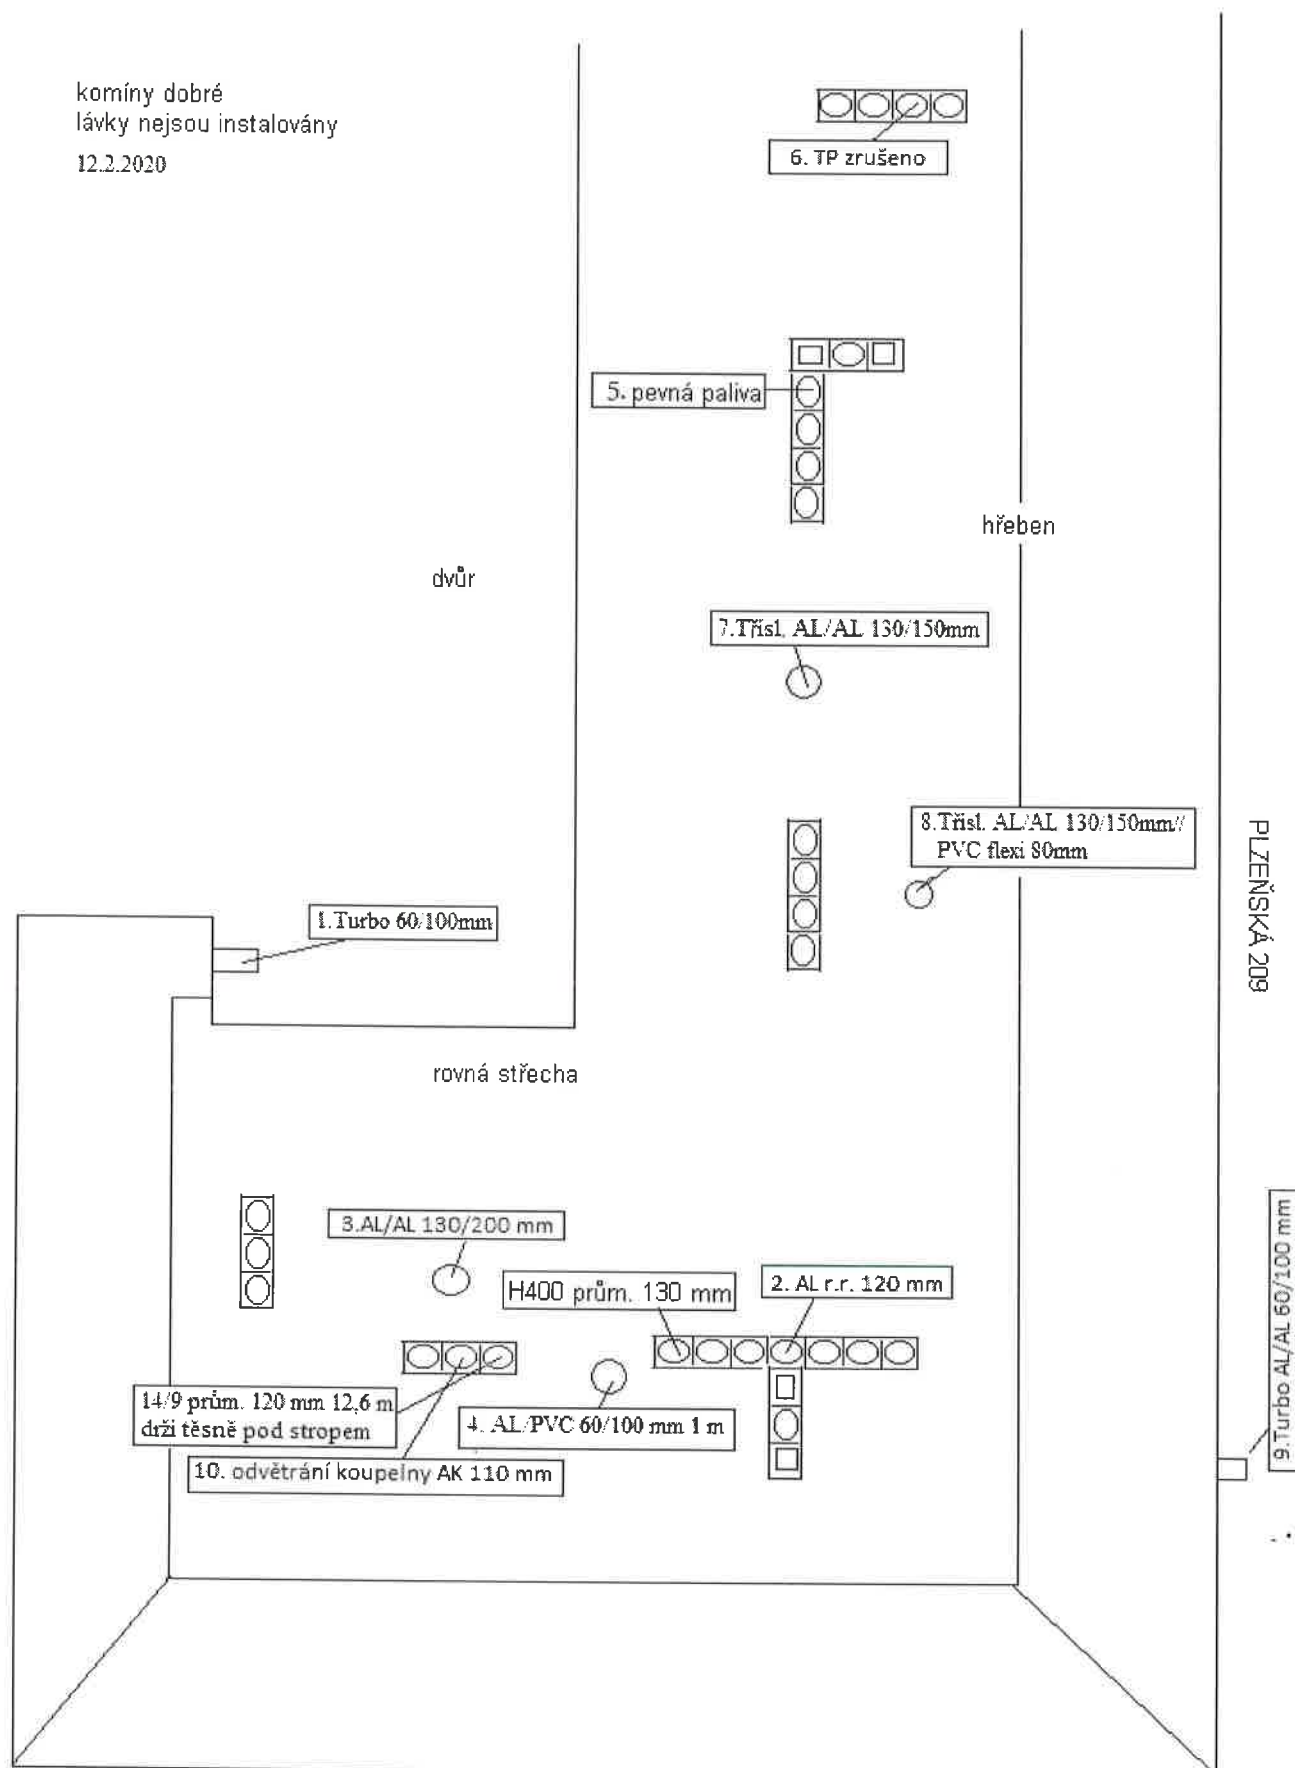 komíny dobré
lávky nejsou instalovány
12.2.2020
6. TP zrušeno
5. pevná paliva
hřeben
dvůr
7.Třísl. AL/AL 130/150mm
8.Třísl. AL/AL 130/150mm//
PVC flexi 80mm
PLZEŇSKÁ 209
1.Turbo 60/100mm
rovná střecha
3.AL/AL 130/200 mm
H400 prům. 130 mm
2. AL r.r. 120 mm
9.Turbo AL/AL 60/100 mm
14/9 prům. 120 mm 12,6 m
drži těsně pod stropem
4. AL/PVC 60/100 mm 1 m
10. odvětrání koupelny AK 110 mm